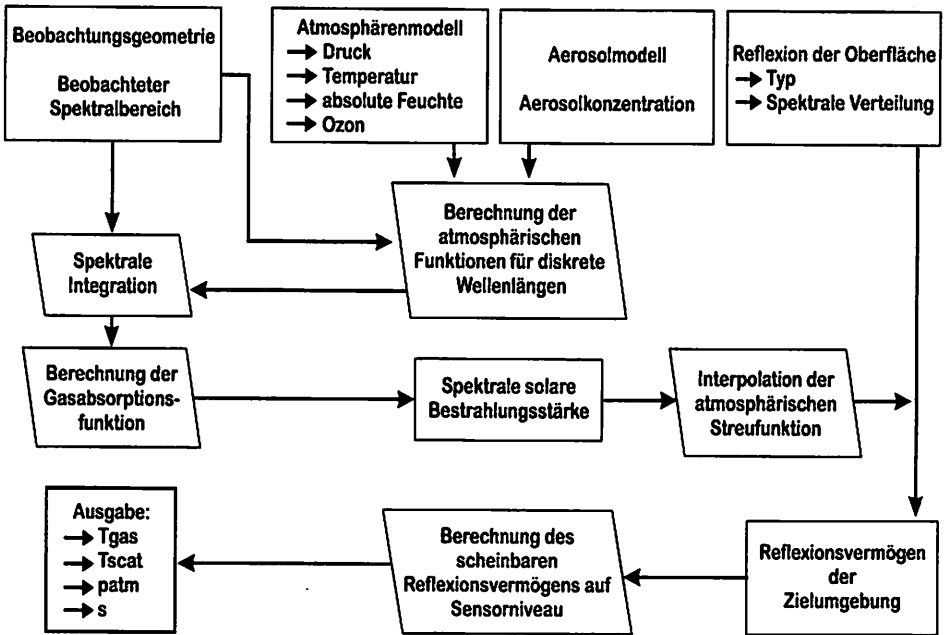 Beobachtungsgeometrie
Beobachteter
Spektralbereich
Atmosphärenmodell
→ Druck
→ Temperatur
→ absolute Feuchte
→ Ozon
Aerosolmodell
Aerosolkonzentration
Reflexion der Oberfläche
→ Typ
→ Spektrale Verteilung
Berechnung der
atmosphärischen
Funktionen für diskrete
Wellenlängen
Spektrale
Integration
Berechnung der
Gasabsorptions-
funktion
Spektrale solare
Bestrahlungsstärke
Interpolation der
atmosphärischen
Streufunktion
Ausgabe:
→ Tgas
→ Tscat
→ patm
→ s
Berechnung des
scheinbaren
Reflexionsvermögens auf
Sensorniveau
Reflexionsvermögen
der
Zielumgebung